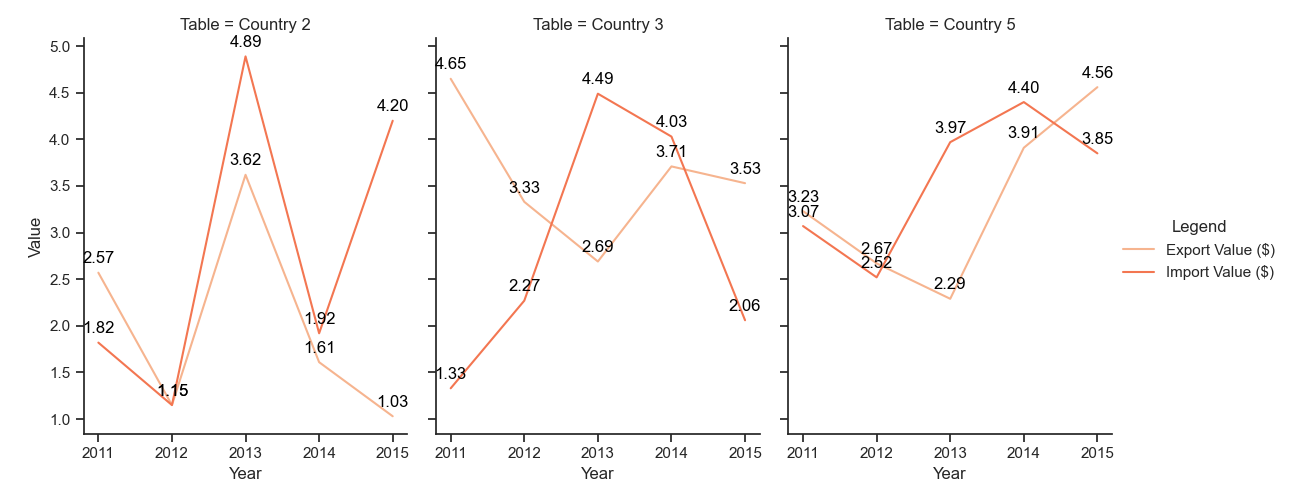 Table = Country 2
Table = Country 3
Table = Country 5
Value
5.0
4.5
4.0
3.5
3.0
2.5
2.0
1.5
1.0
2.57
1.82
1.15
4.89
3.62
1.92
1.61
4.20
1.03
2011 2012 2013 2014 2015
Year
4.65
1.33
3.33
2.27
4.49
2.69
4.03
3.71
3.53
2.06
2011 2012 2013 2014 2015
Year
3.23
3.07
2.67
2.52
3.97
2.29
4.40
3.91
4.56
3.85
2011 2012 2013 2014 2015
Year
Legend
Export Value ($)
Import Value ($)